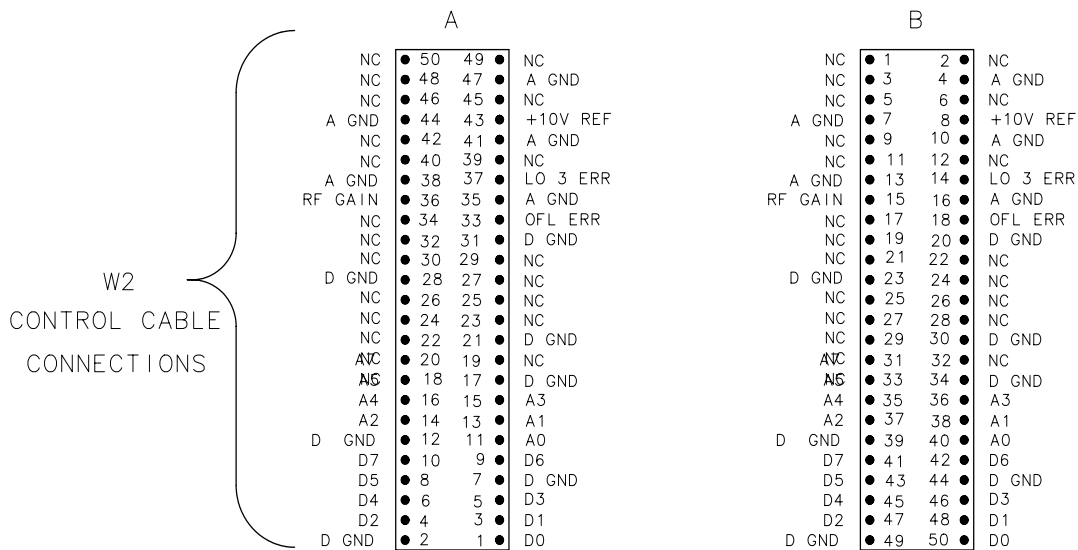 A B
NC 50 49 NC NC 1 2 NC
NC 48 47 A GND NC 3 4 A GND
NC 46 45 NC NC 5 6 NC
A GND 44 43 +10V REF A GND 7 8 +10V REF
NC 42 41 A GND NC 9 10 A GND
NC 40 39 NC NC 11 12 NC
A GND 38 37 LO 3 ERR A GND 13 14 LO 3 ERR
RF GAIN 36 35 A GND RF GAIN 15 16 A GND
NC 34 33 OFL ERR NC 17 18 OFL ERR
NC 32 31 D GND NC 19 20 D GND
NC 30 29 NC NC 21 22 NC
D GND 28 27 NC D GND 23 24 NC
NC 26 25 NC NC 25 26 NC
NC 24 23 NC NC 27 28 NC
NC 22 21 D GND NC 29 30 D GND
20 19 NC 31 32 NC
18 17 D GND 33 34 D GND
A4 16 15 A3 A4 35 36 A3
A2 14 13 A1 A2 37 38 A1
D GND 12 11 A0 D GND 39 40 A0
D7 10 9 D6 D7 41 42 D6
D5 8 7 D GND D5 43 44 D GND
D4 6 5 D3 D4 45 46 D3
D2 4 3 D1 D2 47 48 D1
D GND 2 1 D0 D GND 49 50 D0
W2
CONTROL CABLE
CONNECTIONS